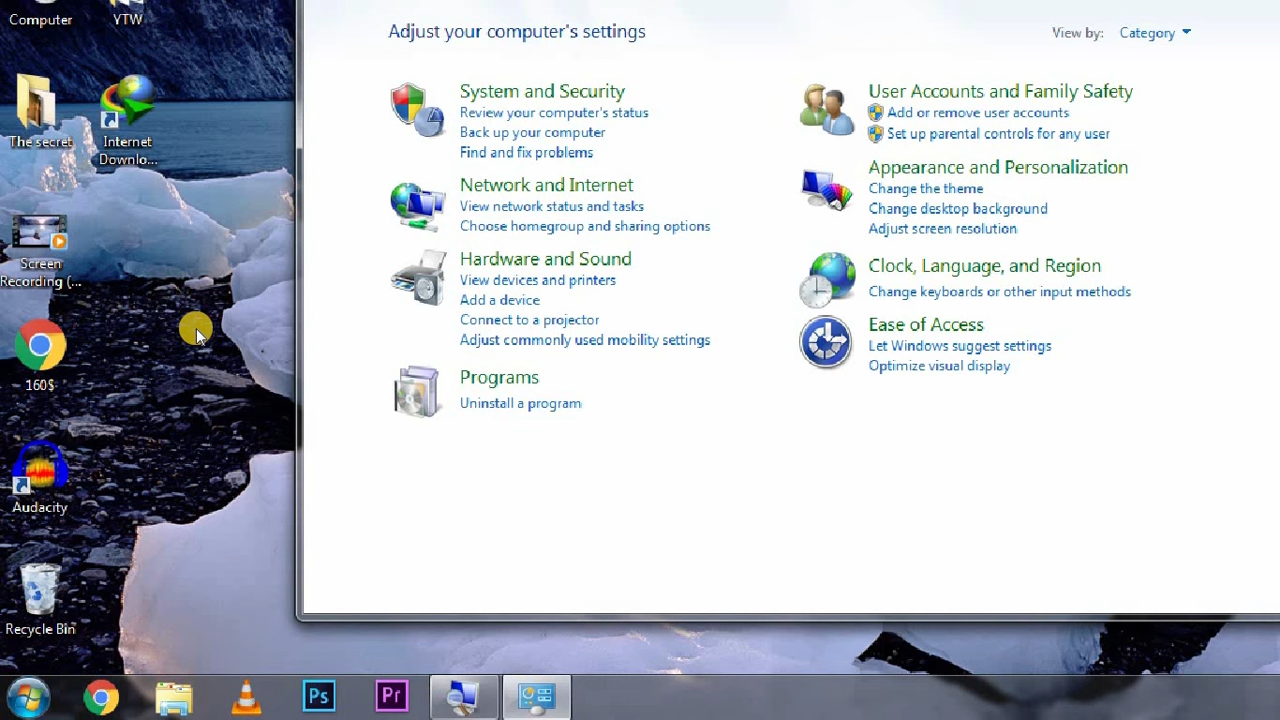 Computer
YTW
The secret
Internet
Downlo...
Screen
Recording (...
160$
Audacity
Recycle Bin
Adjust your computer's settings
View by: Category
System and Security
Review your computer's status
Back up your computer
Find and fix problems
Network and Internet
View network status and tasks
Choose homegroup and sharing options
Hardware and Sound
View devices and printers
Add a device
Connect to a projector
Adjust commonly used mobility settings
Programs
Uninstall a program
User Accounts and Family Safety
Add or remove user accounts
Set up parental controls for any user
Appearance and Personalization
Change the theme
Change desktop background
Adjust screen resolution
Clock, Language, and Region
Change keyboards or other input methods
Ease of Access
Let Windows suggest settings
Optimize visual display
Ps
Pr